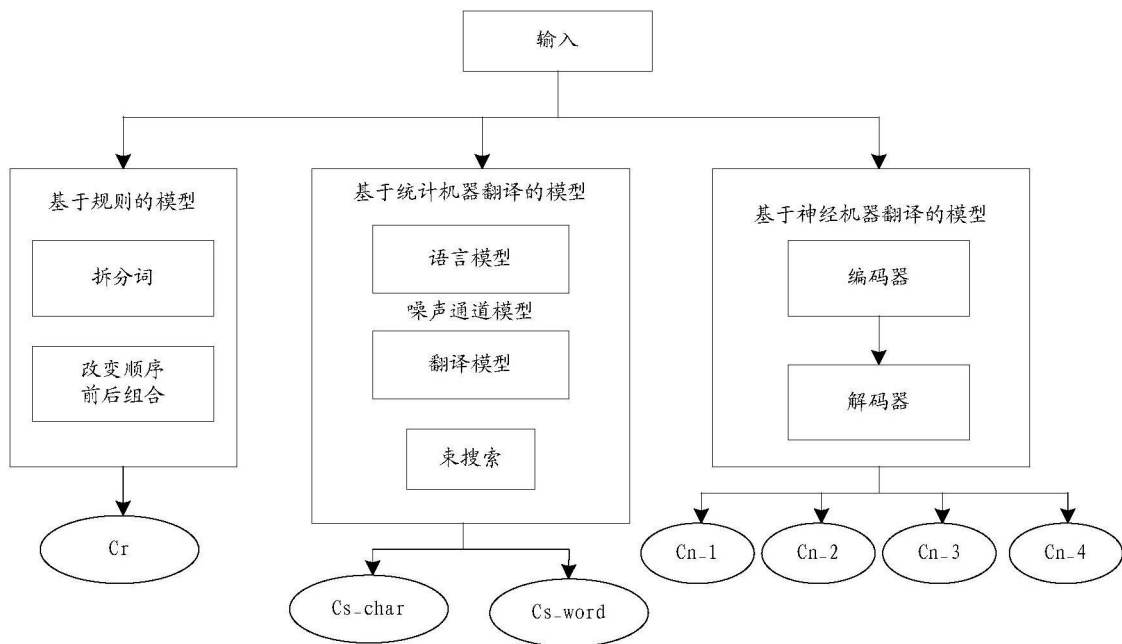 输入
基于规则的模型
拆分词
改变顺序
前后组合
Cr
基于统计机器翻译的模型
语言模型
噪声通道模型
翻译模型
束搜索
Cs_char
Cs_word
基于神经机器翻译的模型
编码器
解码器
Cn_1
Cn_2
Cn_3
Cn_4